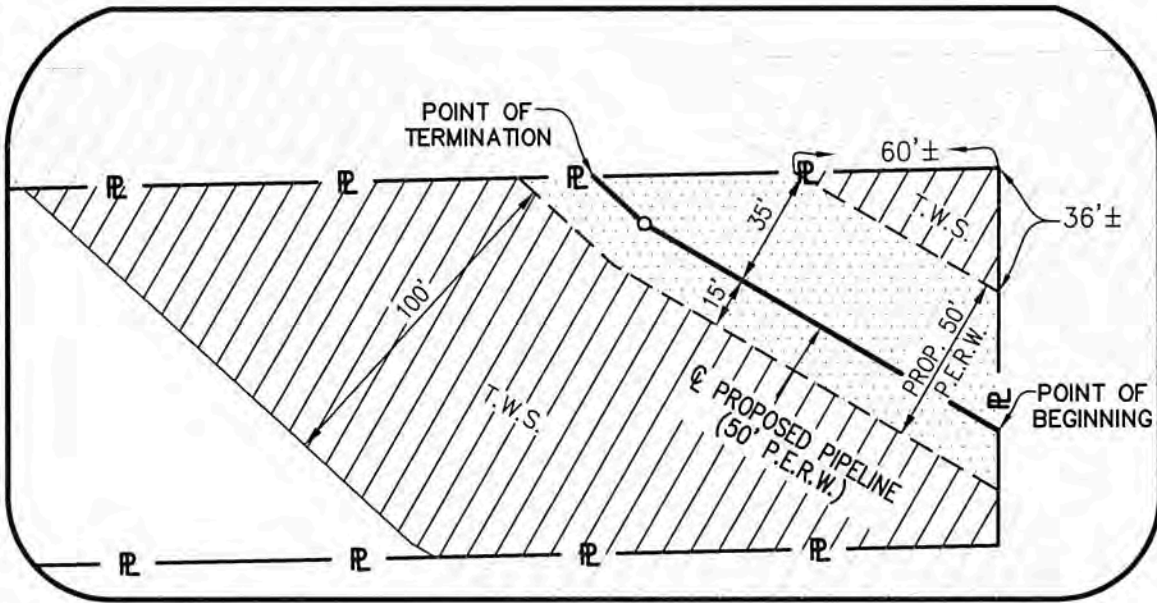 POINT OF
TERMINATION
60'±
36'±
T.W.S.
35'
15'
100'
T.W.S.
PROP 50'
P.E.R.W.
℄ PROPOSED PIPELINE
(50' P.E.R.W.)
POINT OF
BEGINNING
PL
PL
PL
PL
PL
PL
PL
PL
PL